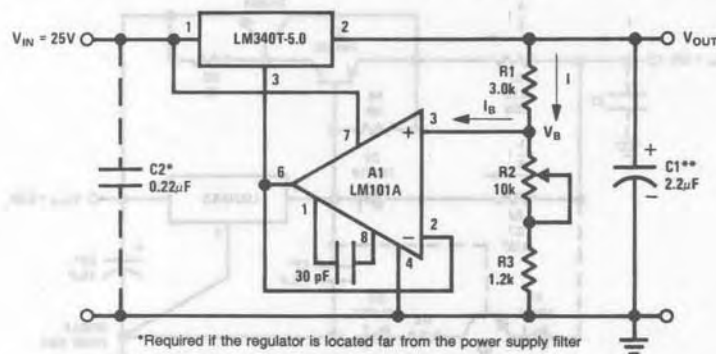 1
LM340T-5.0
2
V_IN = 25V
V_OUT
3
R1
3.0k
I
I_B
7
+
3
V_B
6
A1
LM101A
R2
10k
C2*
0.22μF
C1**
2.2μF
+
−
1
8
−
2
4
30 pF
R3
1.2k
*Required if the regulator is located far from the power supply filter